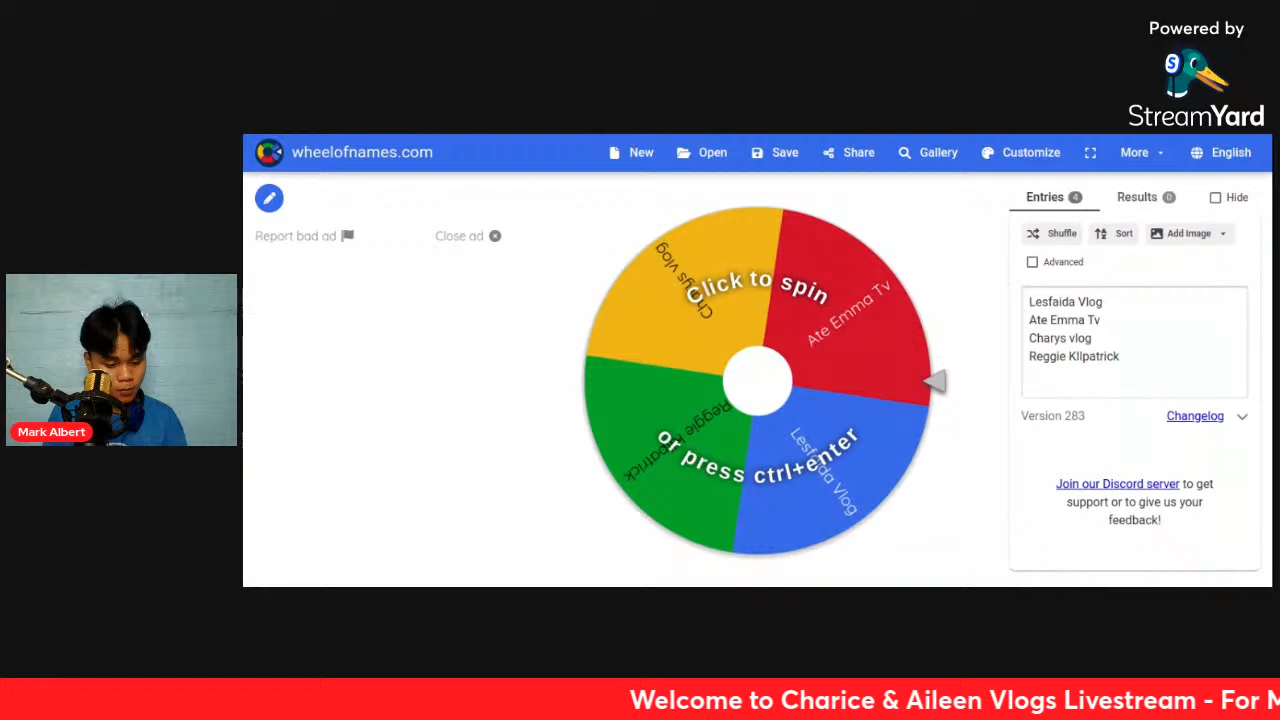 Powered by
StreamYard
wheelofnames.com
New
Open
Save
Share
Gallery
Customize
More
English
Report bad ad
Close ad
Entries 4
Results 0
Hide
Shuffle
Sort
Add image
Advanced
Click to spin
or press ctrl+enter
Charys vlog
Ate Emma Tv
Reggie KIlpatrick
Lesfaida Vlog
Lesfaida Vlog
Ate Emma Tv
Charys vlog
Reggie KIlpatrick
Version 283
Changelog
Join our Discord server to get
support or to give us your
feedback!
Mark Albert
Welcome to Charice & Aileen Vlogs Livestream - For